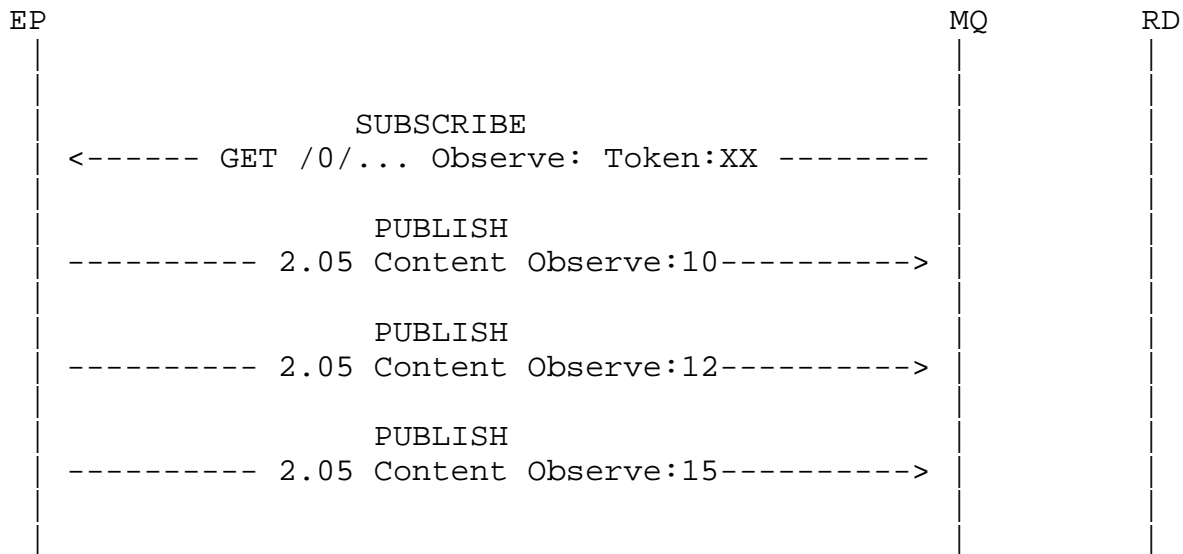 EP MQ RD
SUBSCRIBE
<------ GET /0/... Observe: Token:XX --------
PUBLISH
---------- 2.05 Content Observe:10---------->
PUBLISH
---------- 2.05 Content Observe:12---------->
PUBLISH
---------- 2.05 Content Observe:15---------->